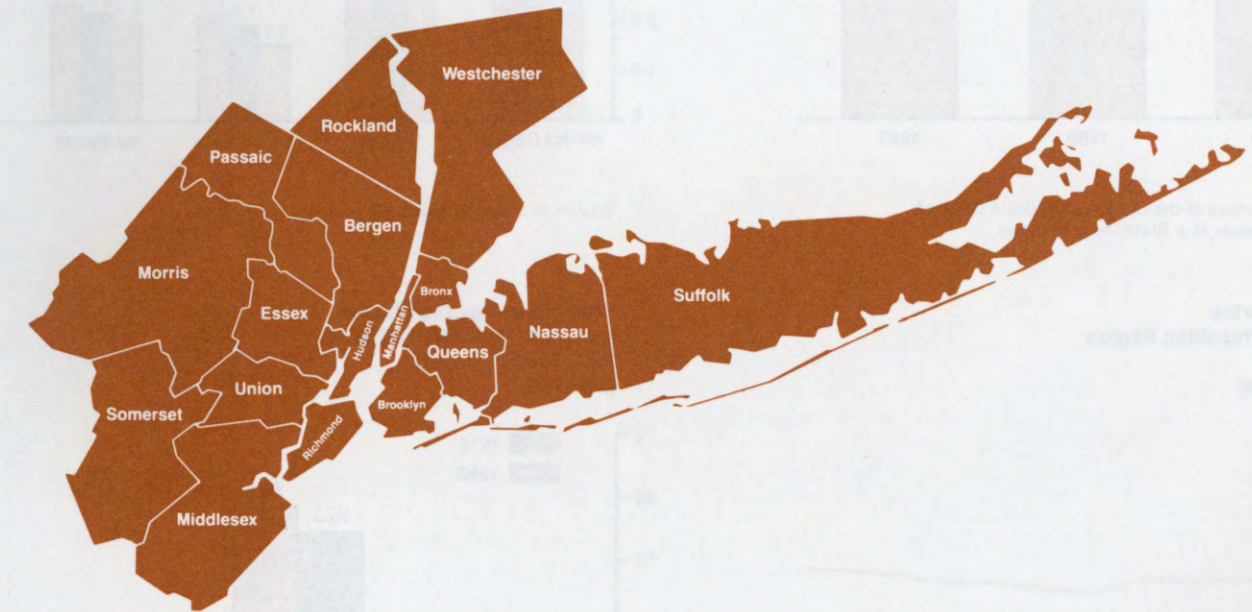 Westchester
Rockland
Passaic
Bergen
Morris
Bronx
Essex
Hudson
Manhattan
Suffolk
Nassau
Queens
Union
Brooklyn
Somerset
Richmond
Middlesex